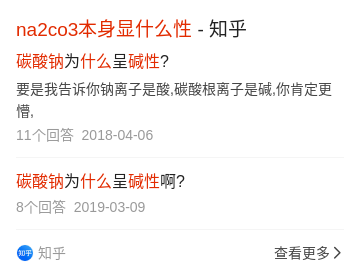 na2co3本身显什么性 - 知乎
碳酸钠为什么呈碱性?
要是我告诉你钠离子是酸,碳酸根离子是碱,你肯定更
懵,
11个回答 2018-04-06
碳酸钠为什么呈碱性啊?
8个回答 2019-03-09
知乎 知乎 查看更多